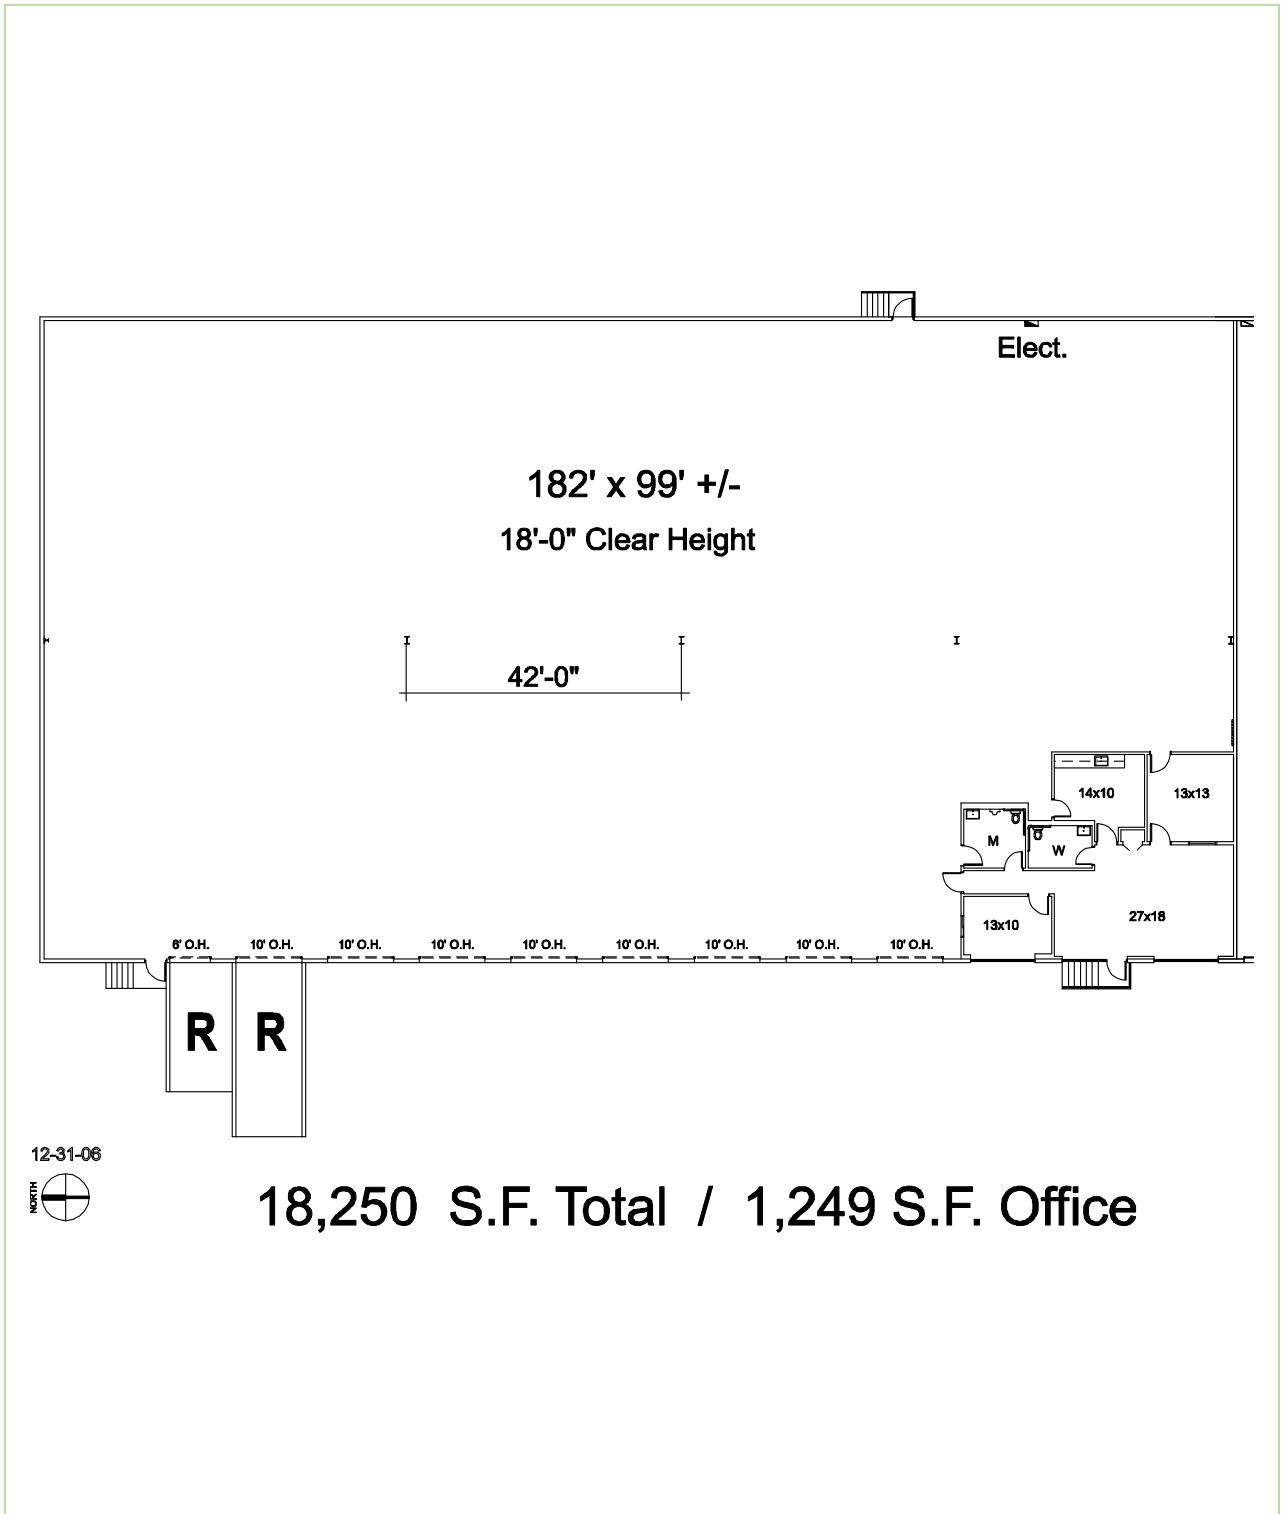 Elect.
182' x 99' +/-
18'-0" Clear Height
42'-0"
14x10
13x13
M
W
27x18
13x10
6' O.H.
10' O.H.
10' O.H.
10' O.H.
10' O.H.
10' O.H.
10' O.H.
10' O.H.
10' O.H.
R
R
12-31-06
NORTH
18,250 S.F. Total / 1,249 S.F. Office